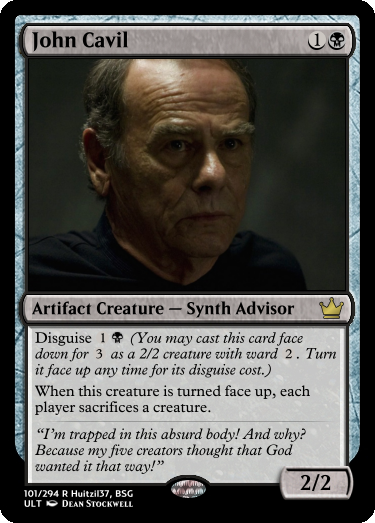 John Cavil 1
Artifact Creature — Synth Advisor
Disguise 1 (You may cast this card face
down for 3 as a 2/2 creature with ward 2 . Turn
it face up any time for its disguise cost.)
When this creature is turned face up, each
player sacrifices a creature.
“I’m trapped in this absurd body! And why?
Because my five creators thought that God
wanted it that way!”
2/2
101/294 R Huitzil37, BSG
ULT DEAN STOCKWELL